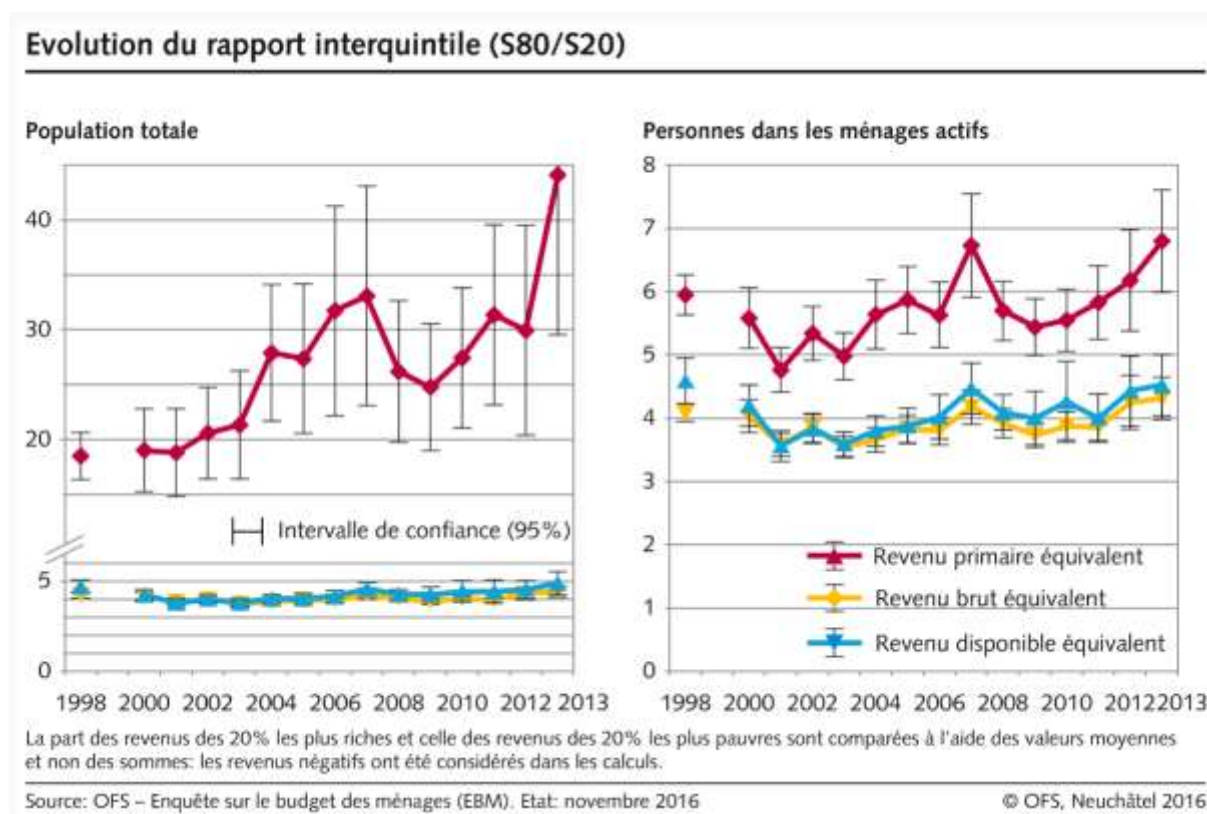 Evolution du rapport interquintile (S80/S20)
Population totale
40
30
20
Intervalle de confiance (95%)
5
0
1998 2000 2002 2004 2006 2008 2010 2012 2013
Personnes dans les ménages actifs
8
7
6
5
4
3
2
1
0
Revenu primaire équivalent
Revenu brut équivalent
Revenu disponible équivalent
1998 2000 2002 2004 2006 2008 2010 20122013
La part des revenus des 20% les plus riches et celle des revenus des 20% les plus pauvres sont comparées à l'aide des valeurs moyennes
et non des sommes: les revenus négatifs ont été considérés dans les calculs.
Source: OFS – Enquête sur le budget des ménages (EBM). Etat: novembre 2016
© OFS, Neuchâtel 2016